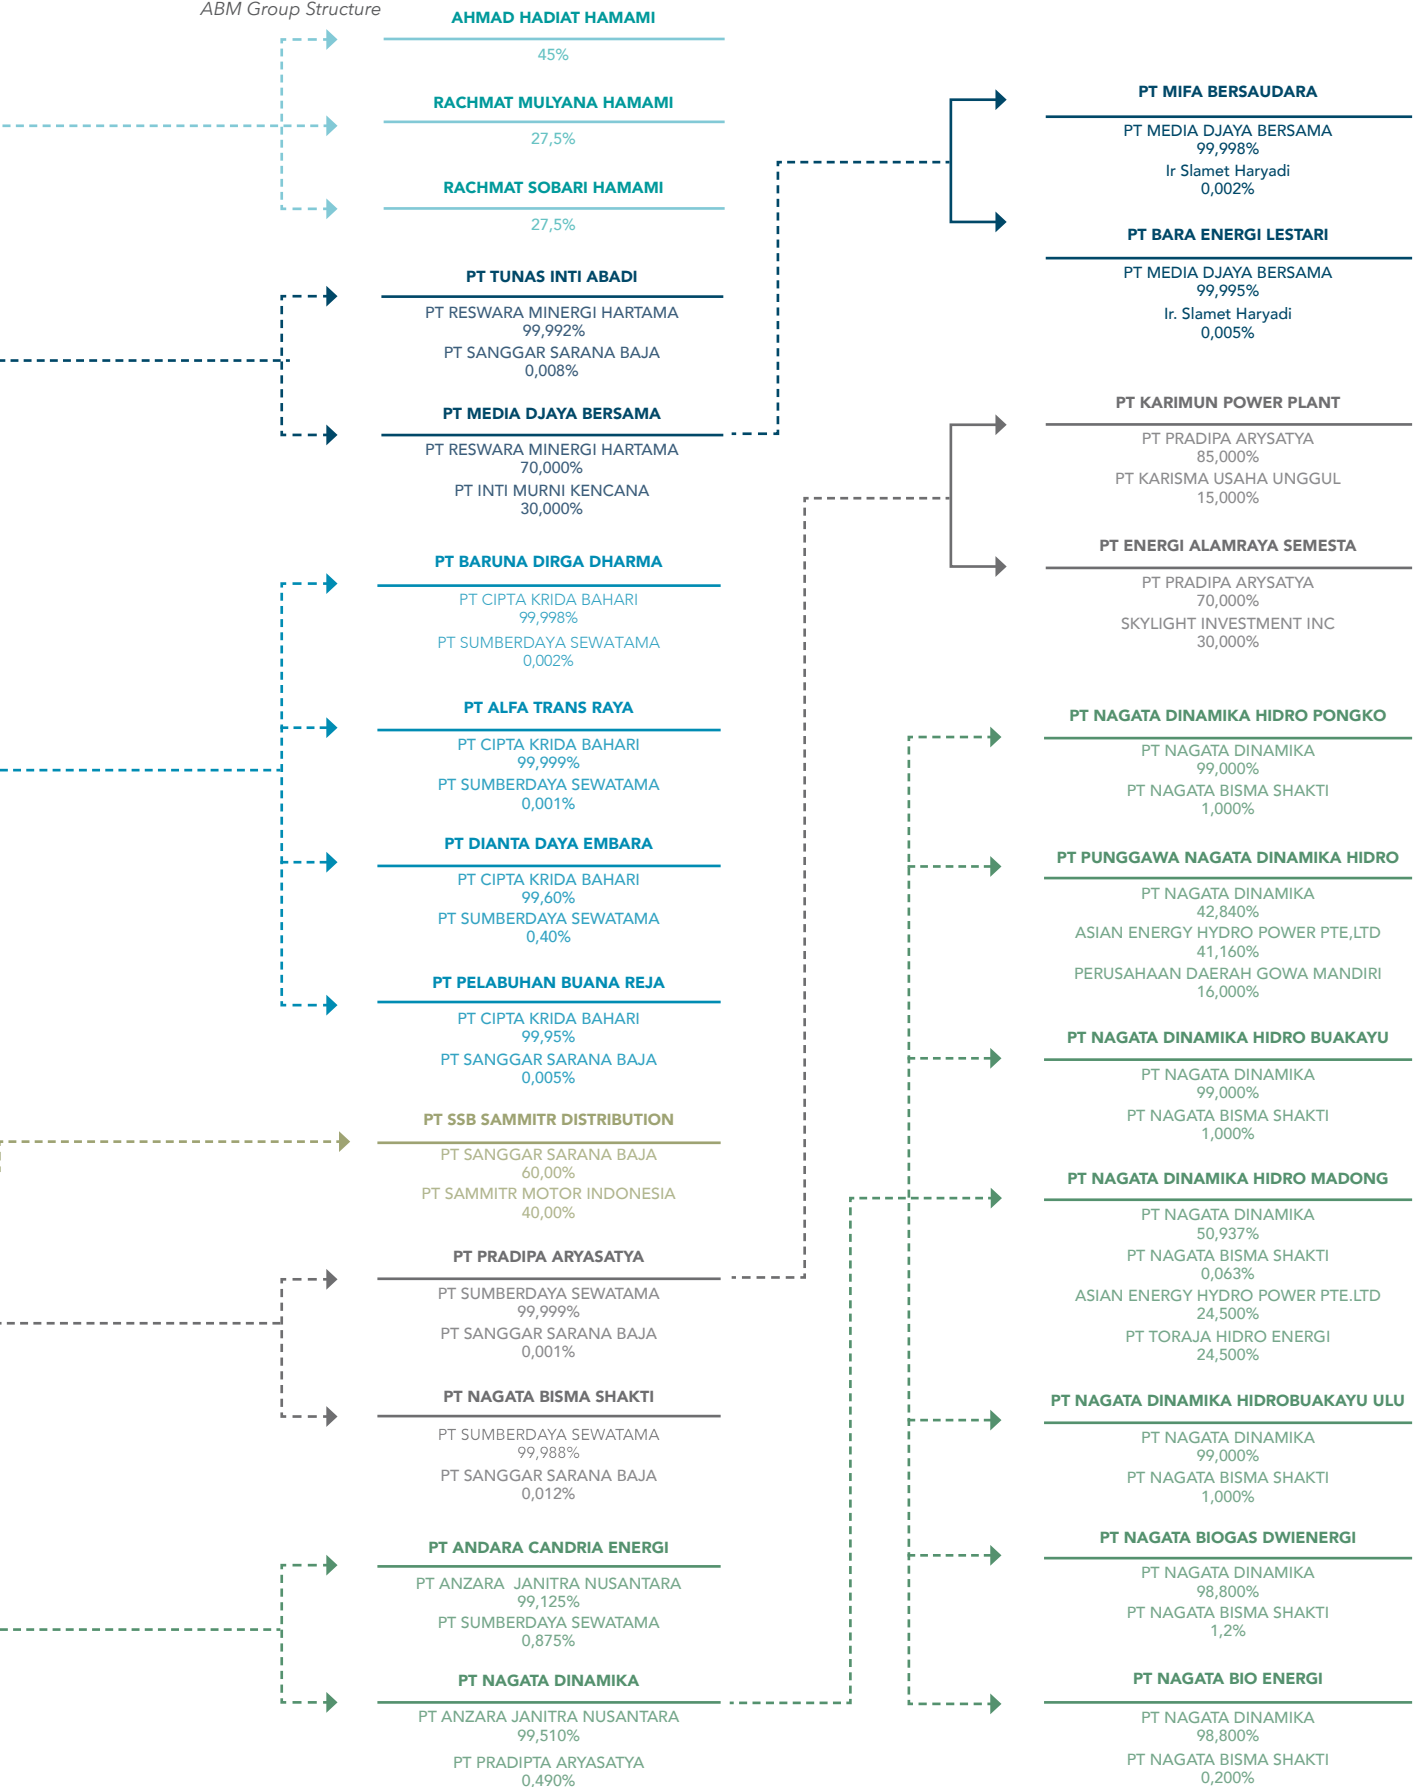 ABM Group Structure
AHMAD HADIAT HAMAMI
45%
RACHMAT MULYANA HAMAMI
27,5%
RACHMAT SOBARI HAMAMI
27,5%
PT TUNAS INTI ABADI
PT RESWARA MINERGI HARTAMA
99,992%
PT SANGGAR SARANA BAJA
0,008%
PT MEDIA DJAYA BERSAMA
PT RESWARA MINERGI HARTAMA
70,000%
PT INTI MURNI KENCANA
30,000%
PT BARUNA DIRGA DHARMA
PT CIPTA KRIDA BAHARI
99,998%
PT SUMBERDAYA SEWATAMA
0,002%
PT ALFA TRANS RAYA
PT CIPTA KRIDA BAHARI
99,999%
PT SUMBERDAYA SEWATAMA
0,001%
PT DIANTA DAYA EMBARA
PT CIPTA KRIDA BAHARI
99,60%
PT SUMBERDAYA SEWATAMA
0,40%
PT PELABUHAN BUANA REJA
PT CIPTA KRIDA BAHARI
99,95%
PT SANGGAR SARANA BAJA
0,005%
PT SSB SAMMITR DISTRIBUTION
PT SANGGAR SARANA BAJA
60,00%
PT SAMMITR MOTOR INDONESIA
40,00%
PT PRADIPA ARYASATYA
PT SUMBERDAYA SEWATAMA
99,999%
PT SANGGAR SARANA BAJA
0,001%
PT NAGATA BISMA SHAKTI
PT SUMBERDAYA SEWATAMA
99,988%
PT SANGGAR SARANA BAJA
0,012%
PT ANDARA CANDRIA ENERGI
PT ANZARA  JANITRA NUSANTARA
99,125%
PT SUMBERDAYA SEWATAMA
0,875%
PT NAGATA DINAMIKA
PT ANZARA JANITRA NUSANTARA
99,510%
PT PRADIPTA ARYASATYA
0,490%
PT MIFA BERSAUDARA
PT MEDIA DJAYA BERSAMA
99,998%
Ir Slamet Haryadi
0,002%
PT BARA ENERGI LESTARI
PT MEDIA DJAYA BERSAMA
99,995%
Ir. Slamet Haryadi
0,005%
PT KARIMUN POWER PLANT
PT PRADIPA ARYSATYA
85,000%
PT KARISMA USAHA UNGGUL
15,000%
PT ENERGI ALAMRAYA SEMESTA
PT PRADIPA ARYSATYA
70,000%
SKYLIGHT INVESTMENT INC
30,000%
PT NAGATA DINAMIKA HIDRO PONGKO
PT NAGATA DINAMIKA
99,000%
PT NAGATA BISMA SHAKTI
1,000%
PT PUNGGAWA NAGATA DINAMIKA HIDRO
PT NAGATA DINAMIKA
42,840%
ASIAN ENERGY HYDRO POWER PTE,LTD
41,160%
PERUSAHAAN DAERAH GOWA MANDIRI
16,000%
PT NAGATA DINAMIKA HIDRO BUAKAYU
PT NAGATA DINAMIKA
99,000%
PT NAGATA BISMA SHAKTI
1,000%
PT NAGATA DINAMIKA HIDRO MADONG
PT NAGATA DINAMIKA
50,937%
PT NAGATA BISMA SHAKTI
0,063%
ASIAN ENERGY HYDRO POWER PTE.LTD
24,500%
PT TORAJA HIDRO ENERGI
24,500%
PT NAGATA DINAMIKA HIDROBUAKAYU ULU
PT NAGATA DINAMIKA
99,000%
PT NAGATA BISMA SHAKTI
1,000%
PT NAGATA BIOGAS DWIENERGI
PT NAGATA DINAMIKA
98,800%
PT NAGATA BISMA SHAKTI
1,2%
PT NAGATA BIO ENERGI
PT NAGATA DINAMIKA
98,800%
PT NAGATA BISMA SHAKTI
0,200%